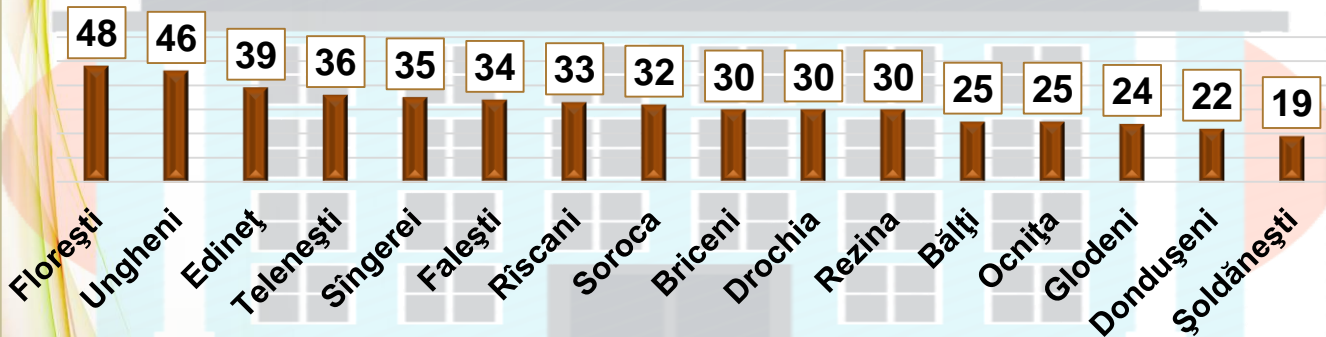 48 46 39 36 35 34 33 32 30 30 30 25 25 24 22 19
Floreşti Ungheni Edineţ Teleneşti Sîngerei Faleşti Rîscani Soroca Briceni Drochia Rezina Bălţi Ocniţa Glodeni Donduşeni Şoldăneşti